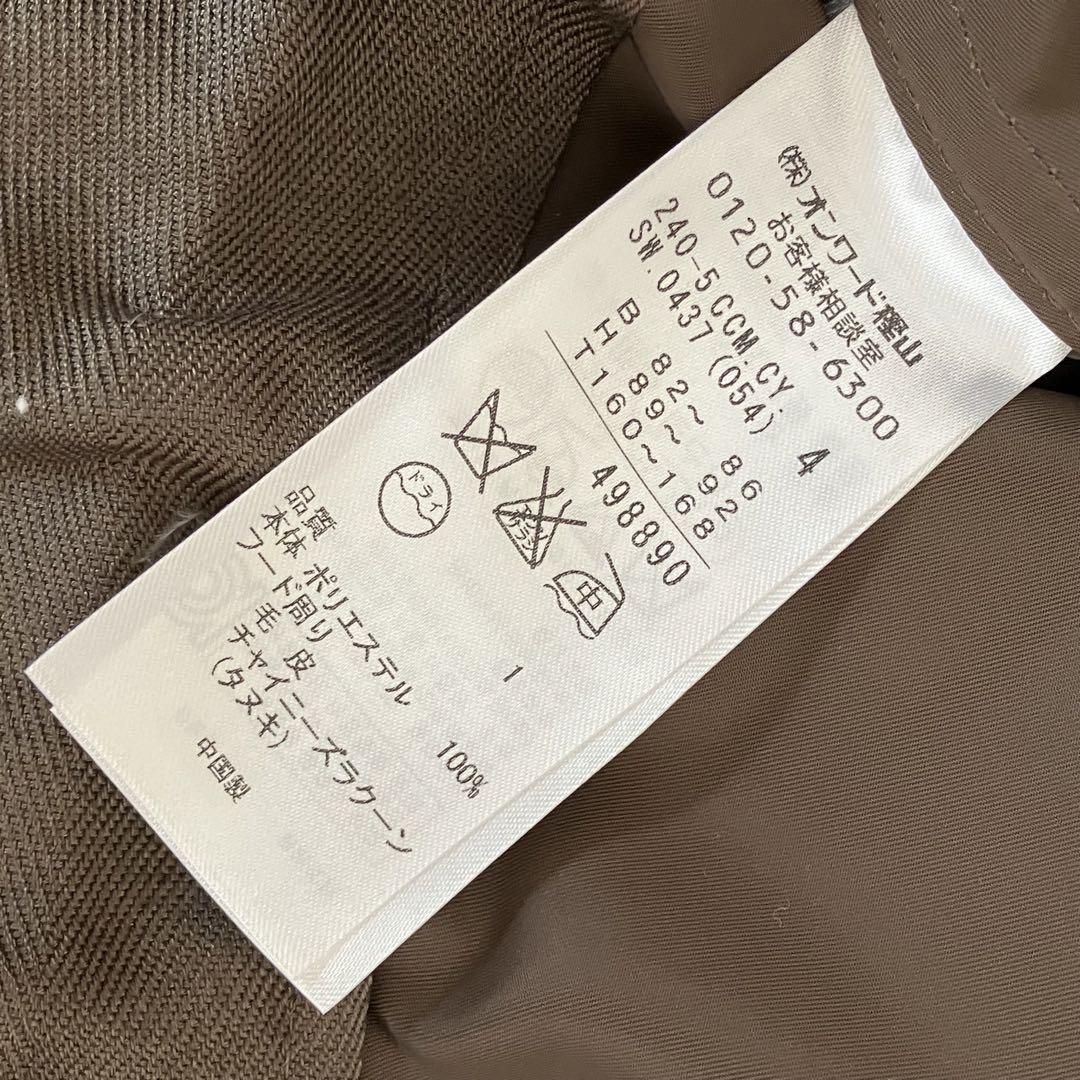 (株)オンワード樫山
お客様相談室
0120-58-6300
240-5CCM.CY. 4
SW.0437 (054)
B 82~ 86
H 89~ 92
T160~168
498890
ドライ
中
1
品質
本体 ポリエステル 100%
フード周り
毛 皮
チャイニーズラクーン
(タヌキ)
中国製